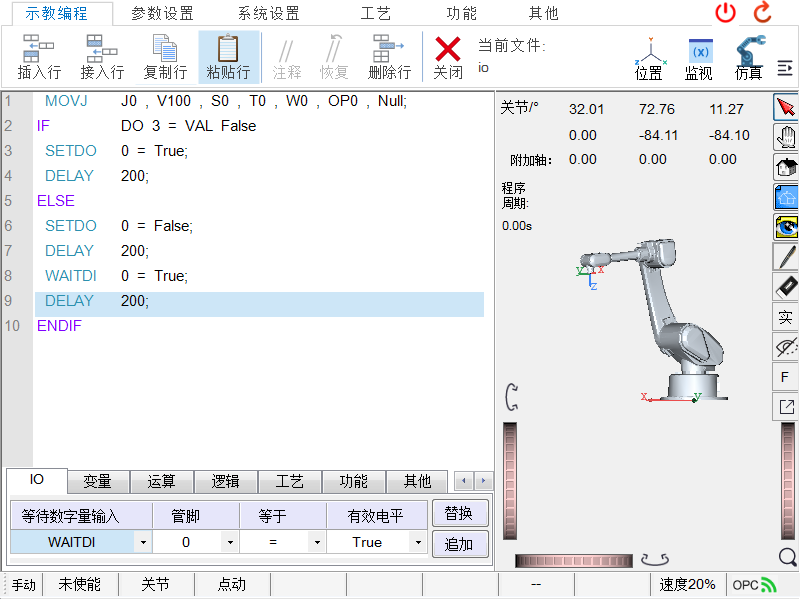 示教编程 参数设置 系统设置 工艺 功能 其他
插入行 接入行 复制行 粘贴行 注释 恢复 删除行 关闭 当前文件: io 位置 (x) 监视 仿真
1 MOVJ J0 , V100 , S0 , T0 , W0 , OP0 , Null;
2 IF DO 3 = VAL False
3 SETDO 0 = True;
4 DELAY 200;
5 ELSE
6 SETDO 0 = False;
7 DELAY 200;
8 WAITDI 0 = True;
9 DELAY 200;
10 ENDIF
关节/° 32.01 72.76 11.27
0.00 -84.11 -84.10
附加轴: 0.00 0.00 0.00
程序
周期:
0.00s
y x
z
x y
实
F
IO 变量 运算 逻辑 工艺 功能 其他
等待数字量输入 管脚 等于 有效电平 替换
WAITDI 0 = True 追加
手动 未使能 关节 点动 -- 速度20% OPC